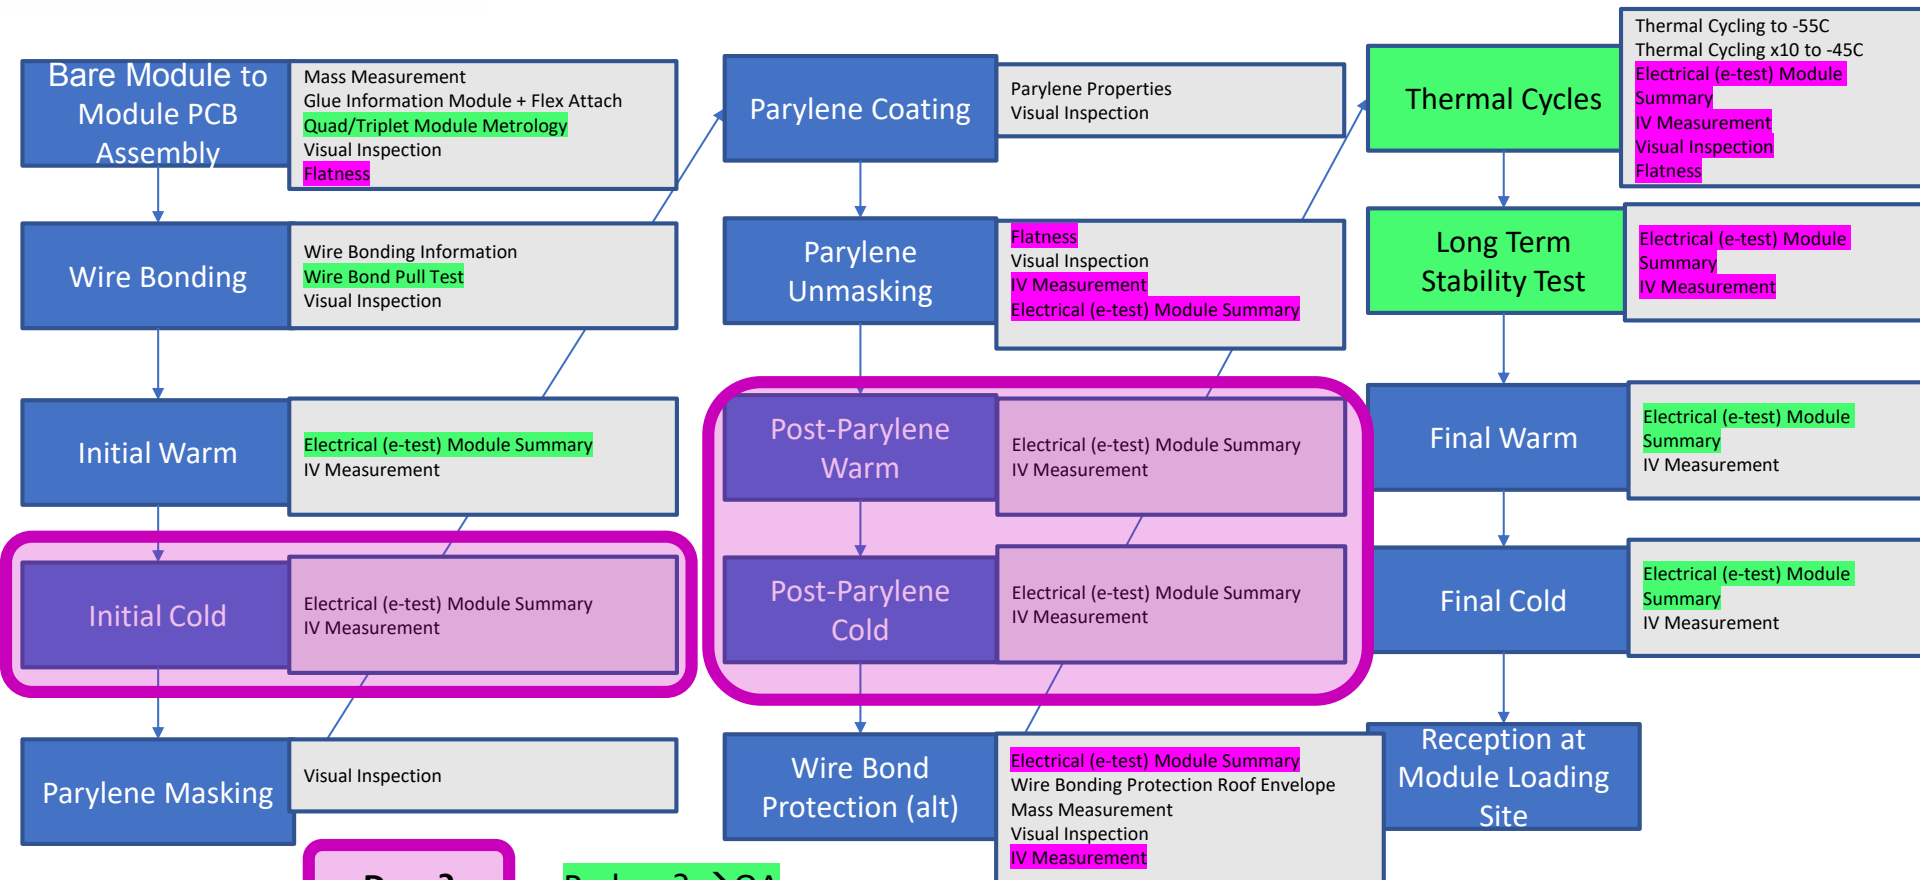 Bare Module to
Module PCB
Assembly
Mass Measurement
Glue Information Module + Flex Attach
Quad/Triplet Module Metrology
Visual Inspection
Flatness
Wire Bonding
Wire Bonding Information
Wire Bond Pull Test
Visual Inspection
Initial Warm
Electrical (e-test) Module Summary
IV Measurement
Initial Cold
Electrical (e-test) Module Summary
IV Measurement
Parylene Masking
Visual Inspection
Parylene Coating
Parylene Properties
Visual Inspection
Parylene
Unmasking
Flatness
Visual Inspection
IV Measurement
Electrical (e-test) Module Summary
Post-Parylene
Warm
Electrical (e-test) Module Summary
IV Measurement
Post-Parylene
Cold
Electrical (e-test) Module Summary
IV Measurement
Wire Bond
Protection (alt)
Electrical (e-test) Module Summary
Wire Bonding Protection Roof Envelope
Mass Measurement
Visual Inspection
IV Measurement
Thermal Cycles
Thermal Cycling to -55C
Thermal Cycling x10 to -45C
Electrical (e-test) Module
Summary
IV Measurement
Visual Inspection
Flatness
Long Term
Stability Test
Electrical (e-test) Module
Summary
IV Measurement
Final Warm
Electrical (e-test) Module
Summary
IV Measurement
Final Cold
Electrical (e-test) Module
Summary
IV Measurement
Reception at
Module Loading
Site